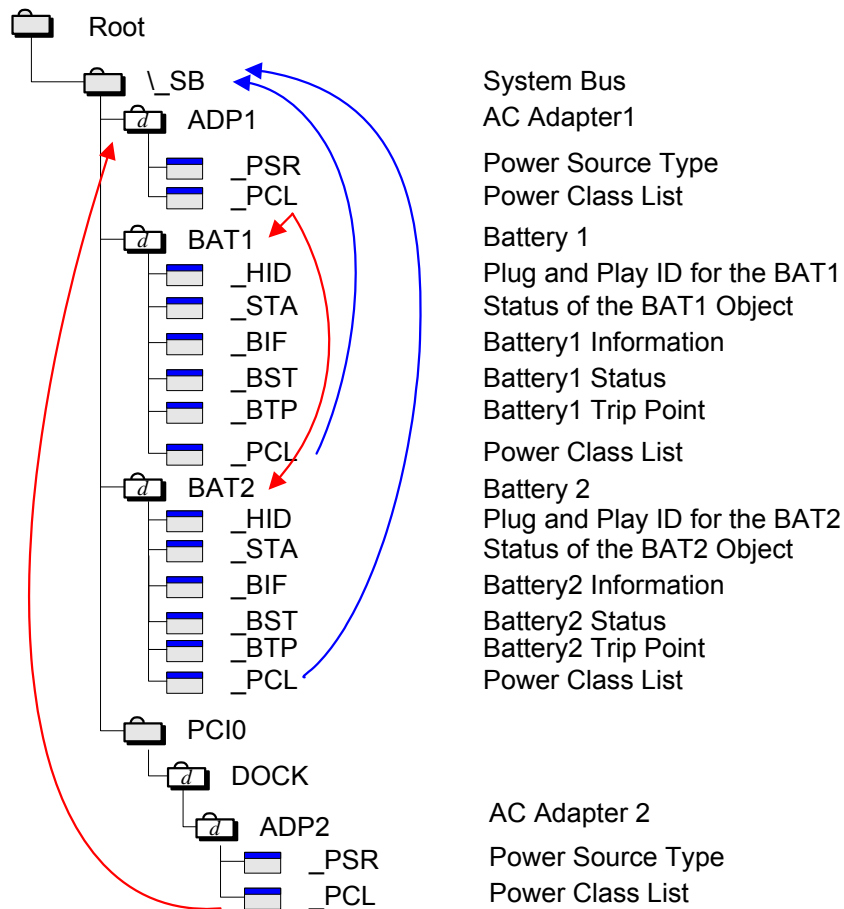 Root
\_SB System Bus
d ADP1 AC Adapter1
_PSR Power Source Type
_PCL Power Class List
d BAT1 Battery 1
_HID Plug and Play ID for the BAT1
_STA Status of the BAT1 Object
_BIF Battery1 Information
_BST Battery1 Status
_BTP Battery1 Trip Point
_PCL Power Class List
d BAT2 Battery 2
_HID Plug and Play ID for the BAT2
_STA Status of the BAT2 Object
_BIF Battery2 Information
_BST Battery2 Status
_BTP Battery2 Trip Point
_PCL Power Class List
PCI0
d DOCK
d ADP2 AC Adapter 2
_PSR Power Source Type
_PCL Power Class List